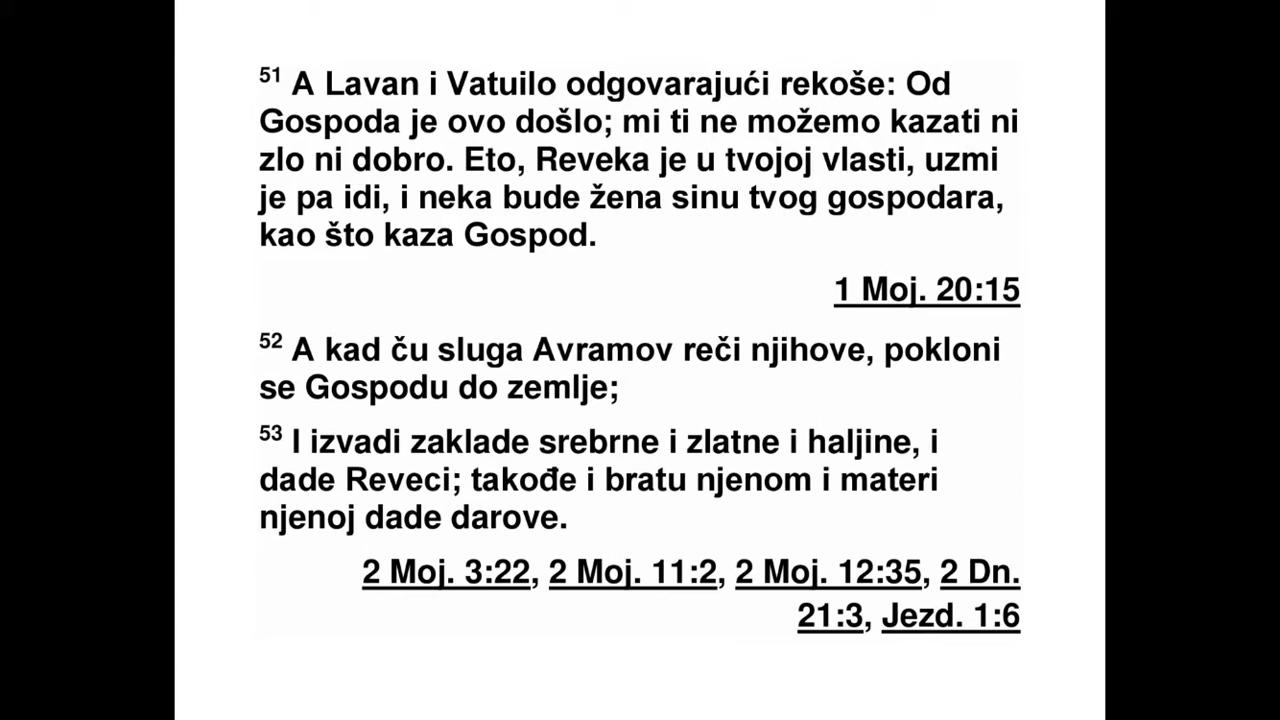 51 A Lavan i Vatuilo odgovarajući rekoše: Od
Gospoda je ovo došlo; mi ti ne možemo kazati ni
zlo ni dobro. Eto, Reveka je u tvojoj vlasti, uzmi
je pa idi, i neka bude žena sinu tvog gospodara,
kao što kaza Gospod.
1 Moj. 20:15
52 A kad ču sluga Avramov reči njihove, pokloni
se Gospodu do zemlje;
53 I izvadi zaklade srebrne i zlatne i haljine, i
dade Reveci; takođe i bratu njenom i materi
njenoj dade darove.
2 Moj. 3:22, 2 Moj. 11:2, 2 Moj. 12:35, 2 Dn.
21:3, Jezd. 1:6